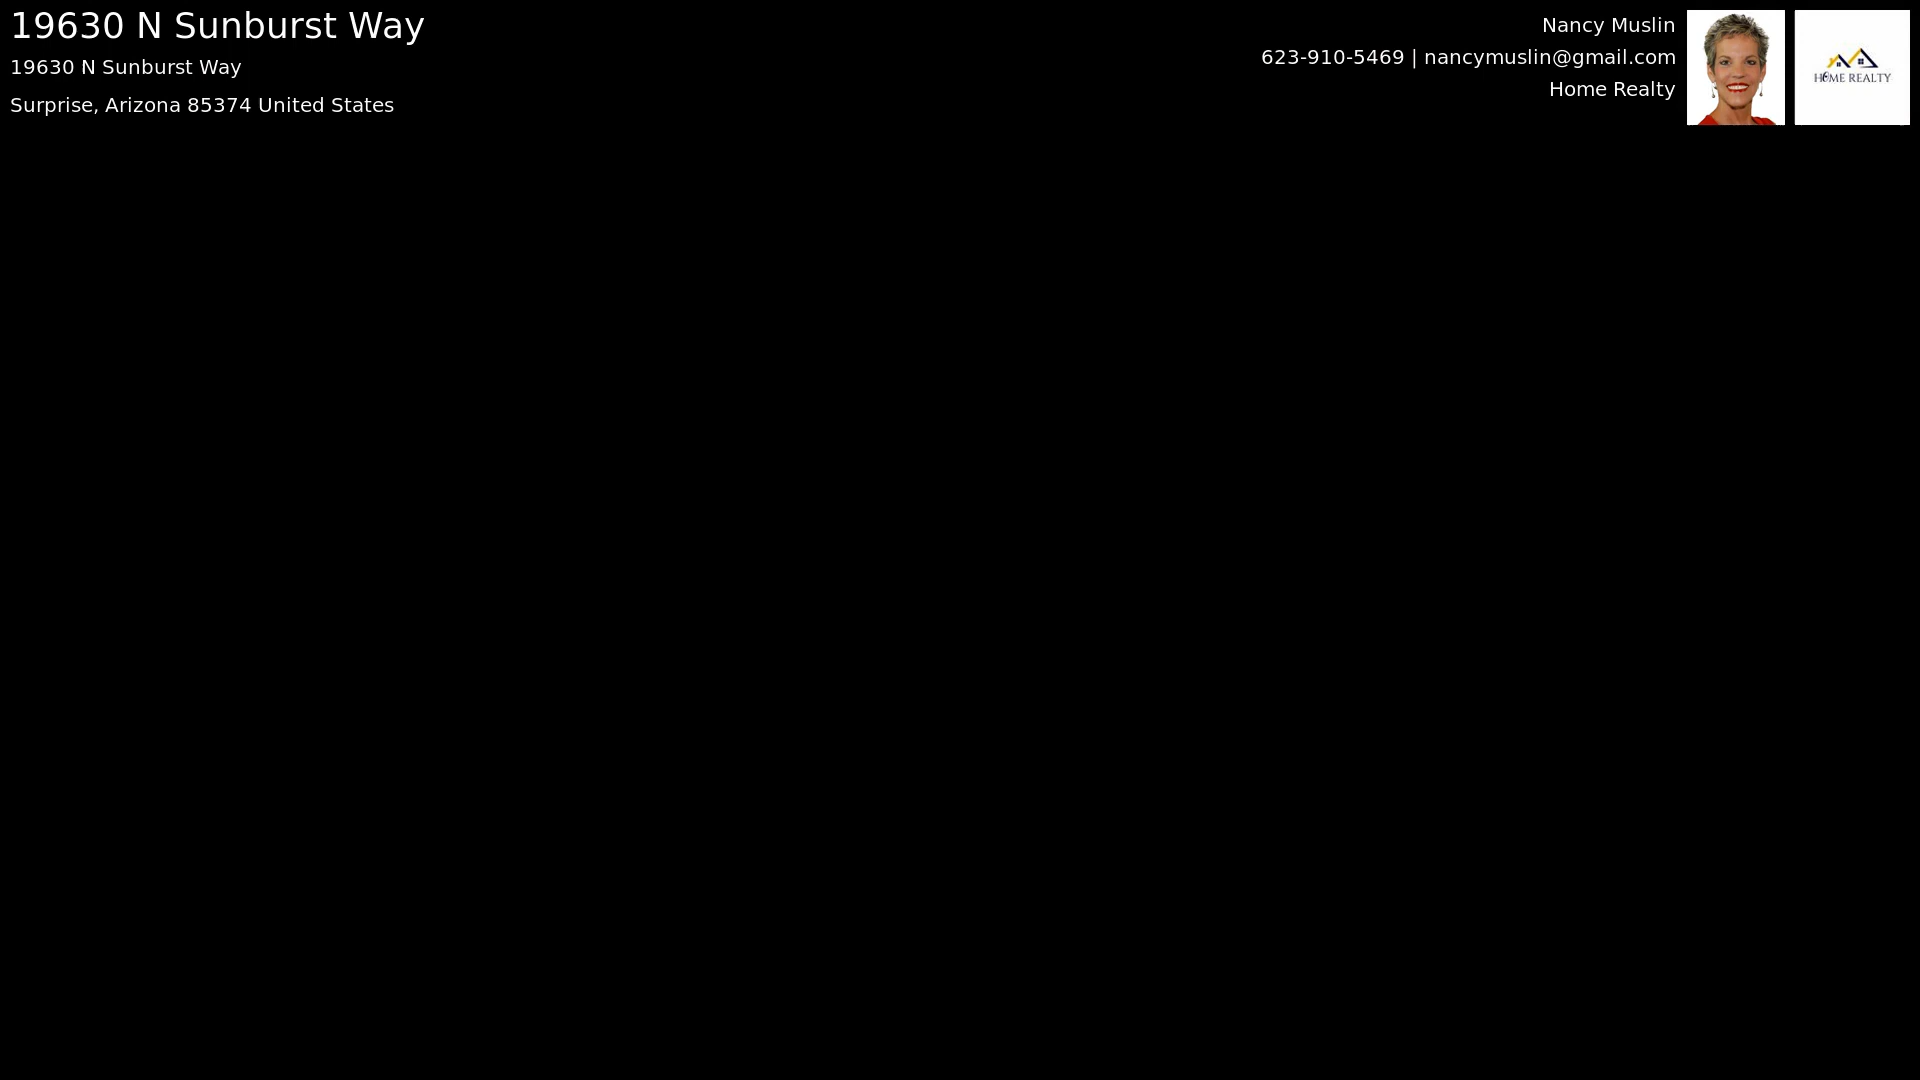 19630 N Sunburst Way
19630 N Sunburst Way
Surprise, Arizona 85374 United States
Nancy Muslin
623-910-5469 | nancymuslin@gmail.com
Home Realty
HOME REALTY